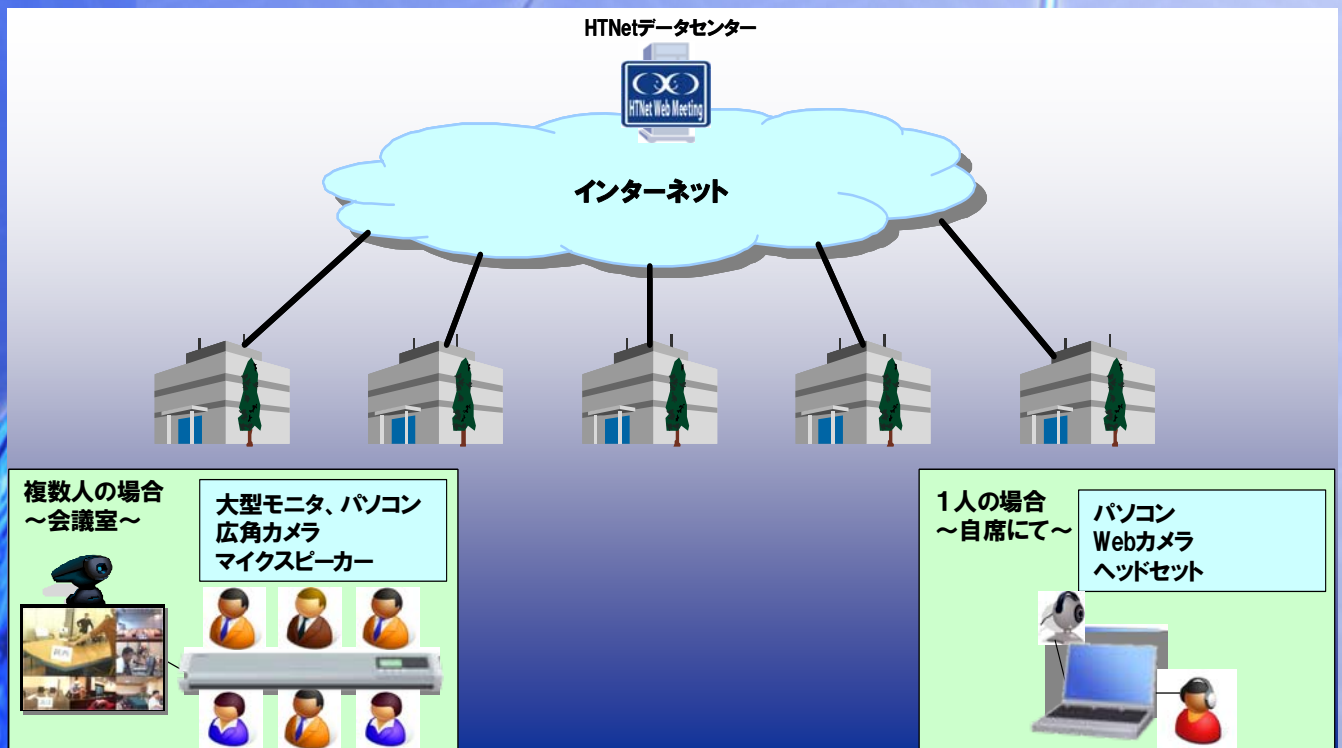 HTNetデータセンター
HTNet Web Meeting
インターネット
複数人の場合
～会議室～
大型モニタ、パソコン
広角カメラ
マイクスピーカー
1人の場合
～自席にて～
パソコン
Webカメラ
ヘッドセット